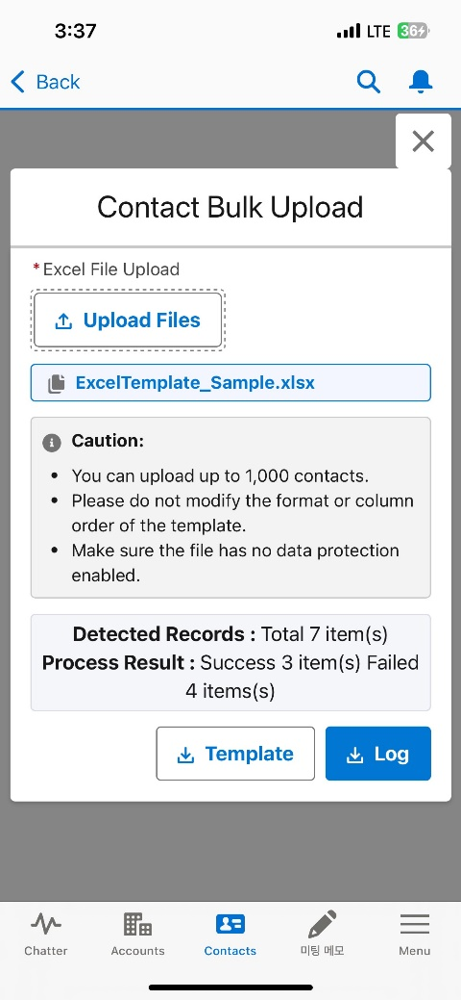 3:37
LTE 36
Back
Contact Bulk Upload
*Excel File Upload
Upload Files
ExcelTemplate_Sample.xlsx
Caution:
• You can upload up to 1,000 contacts.
• Please do not modify the format or column
order of the template.
• Make sure the file has no data protection
enabled.
Detected Records : Total 7 item(s)
Process Result : Success 3 item(s) Failed
4 items(s)
Template
Log
Chatter
Accounts
Contacts
미팅 메모
Menu